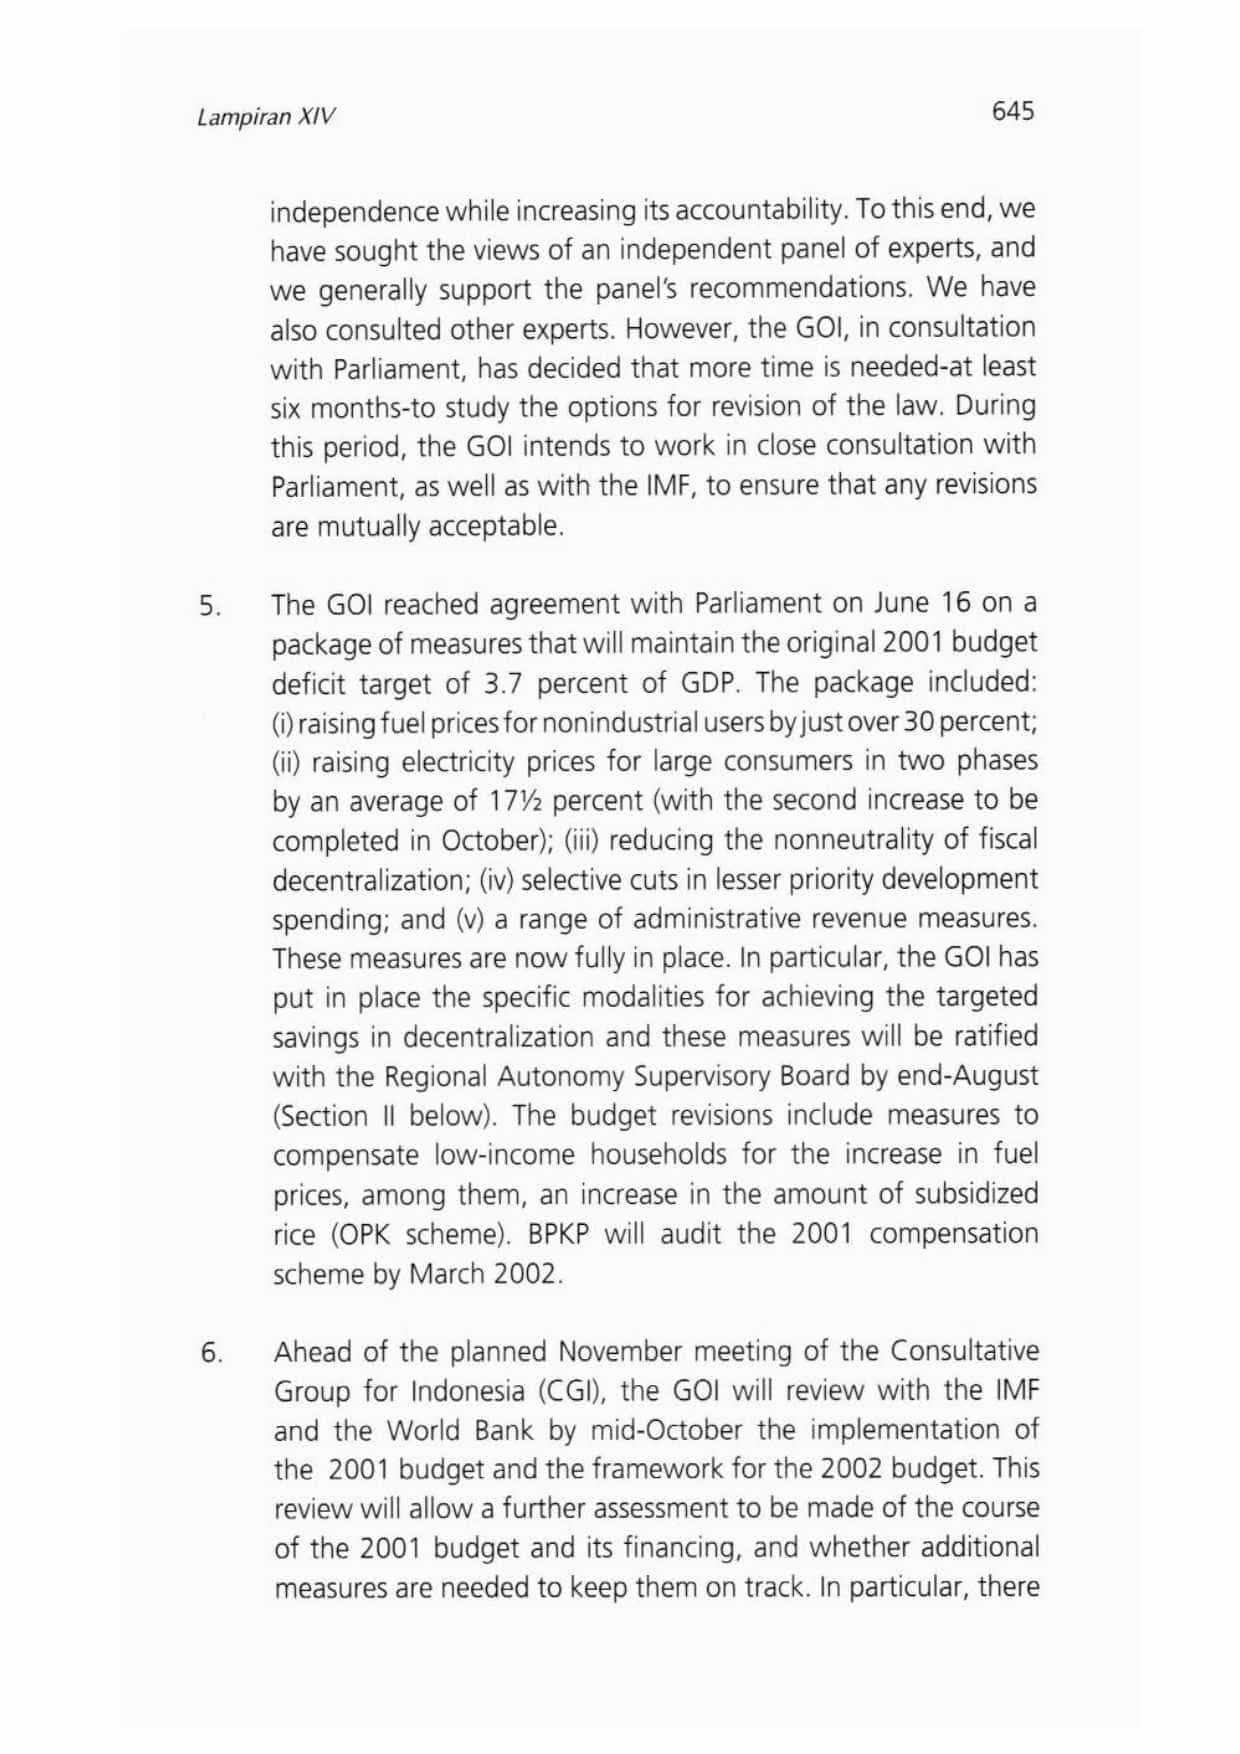 Lampiran XIV 645
independence while increasing its accountability. To this end, we
have sought the views of an independent panel of experts, and
we generally support the panel's recommendations. We have
also consulted other experts. However, the GOI, in consultation
with Parliament, has decided that more time is needed-at least
six months-to study the options for revision of the law. During
this period, the GOI intends to work in close consultation with
Parliament, as well as with the IMF, to ensure that any revisions
are mutually acceptable.
5. The GOI reached agreement with Parliament on June 16 on a
package of measures that will maintain the original 2001 budget
deficit target of 3.7 percent of GDP. The package included:
(i) raising fuel prices for nonindustrial users by just over 30 percent;
(ii) raising electricity prices for large consumers in two phases
by an average of 17½ percent (with the second increase to be
completed in October); (iii) reducing the nonneutrality of fiscal
decentralization; (iv) selective cuts in lesser priority development
spending; and (v) a range of administrative revenue measures.
These measures are now fully in place. In particular, the GOI has
put in place the specific modalities for achieving the targeted
savings in decentralization and these measures will be ratified
with the Regional Autonomy Supervisory Board by end-August
(Section II below). The budget revisions include measures to
compensate low-income households for the increase in fuel
prices, among them, an increase in the amount of subsidized
rice (OPK scheme). BPKP will audit the 2001 compensation
scheme by March 2002.
6. Ahead of the planned November meeting of the Consultative
Group for Indonesia (CGI), the GOI will review with the IMF
and the World Bank by mid-October the implementation of
the 2001 budget and the framework for the 2002 budget. This
review will allow a further assessment to be made of the course
of the 2001 budget and its financing, and whether additional
measures are needed to keep them on track. In particular, there